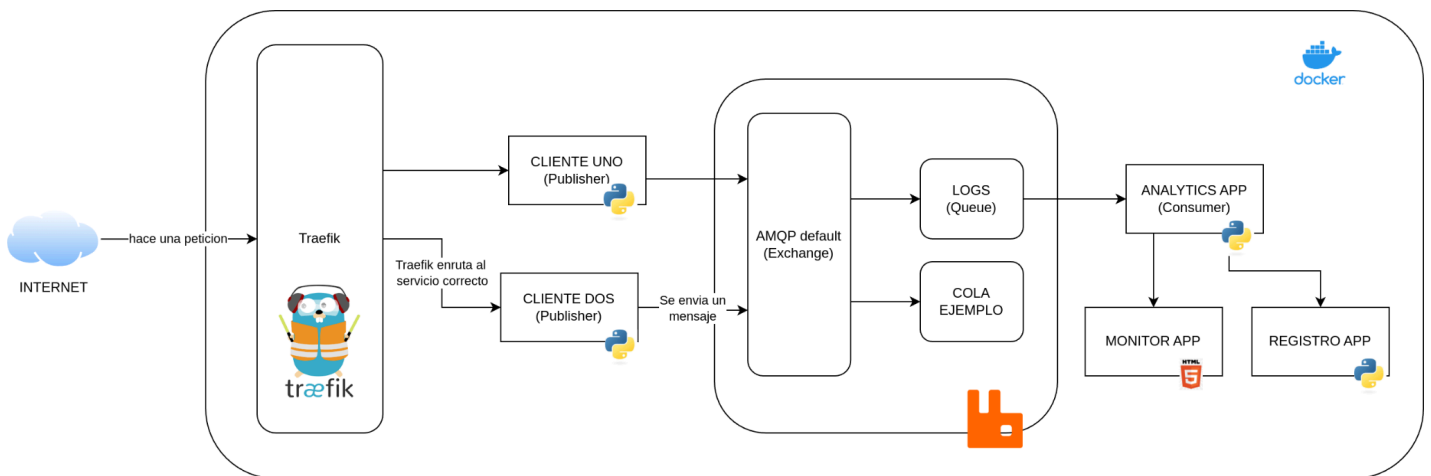 docker
CLIENTE UNO
(Publisher)
LOGS
(Queue)
ANALYTICS APP
(Consumer)
hace una peticion
Traefik
AMQP default
(Exchange)
INTERNET
Traefik enruta al
servicio correcto
CLIENTE DOS
(Publisher)
Se envia un
mensaje
COLA
EJEMPLO
MONITOR APP
REGISTRO APP
HTML
5
træfik